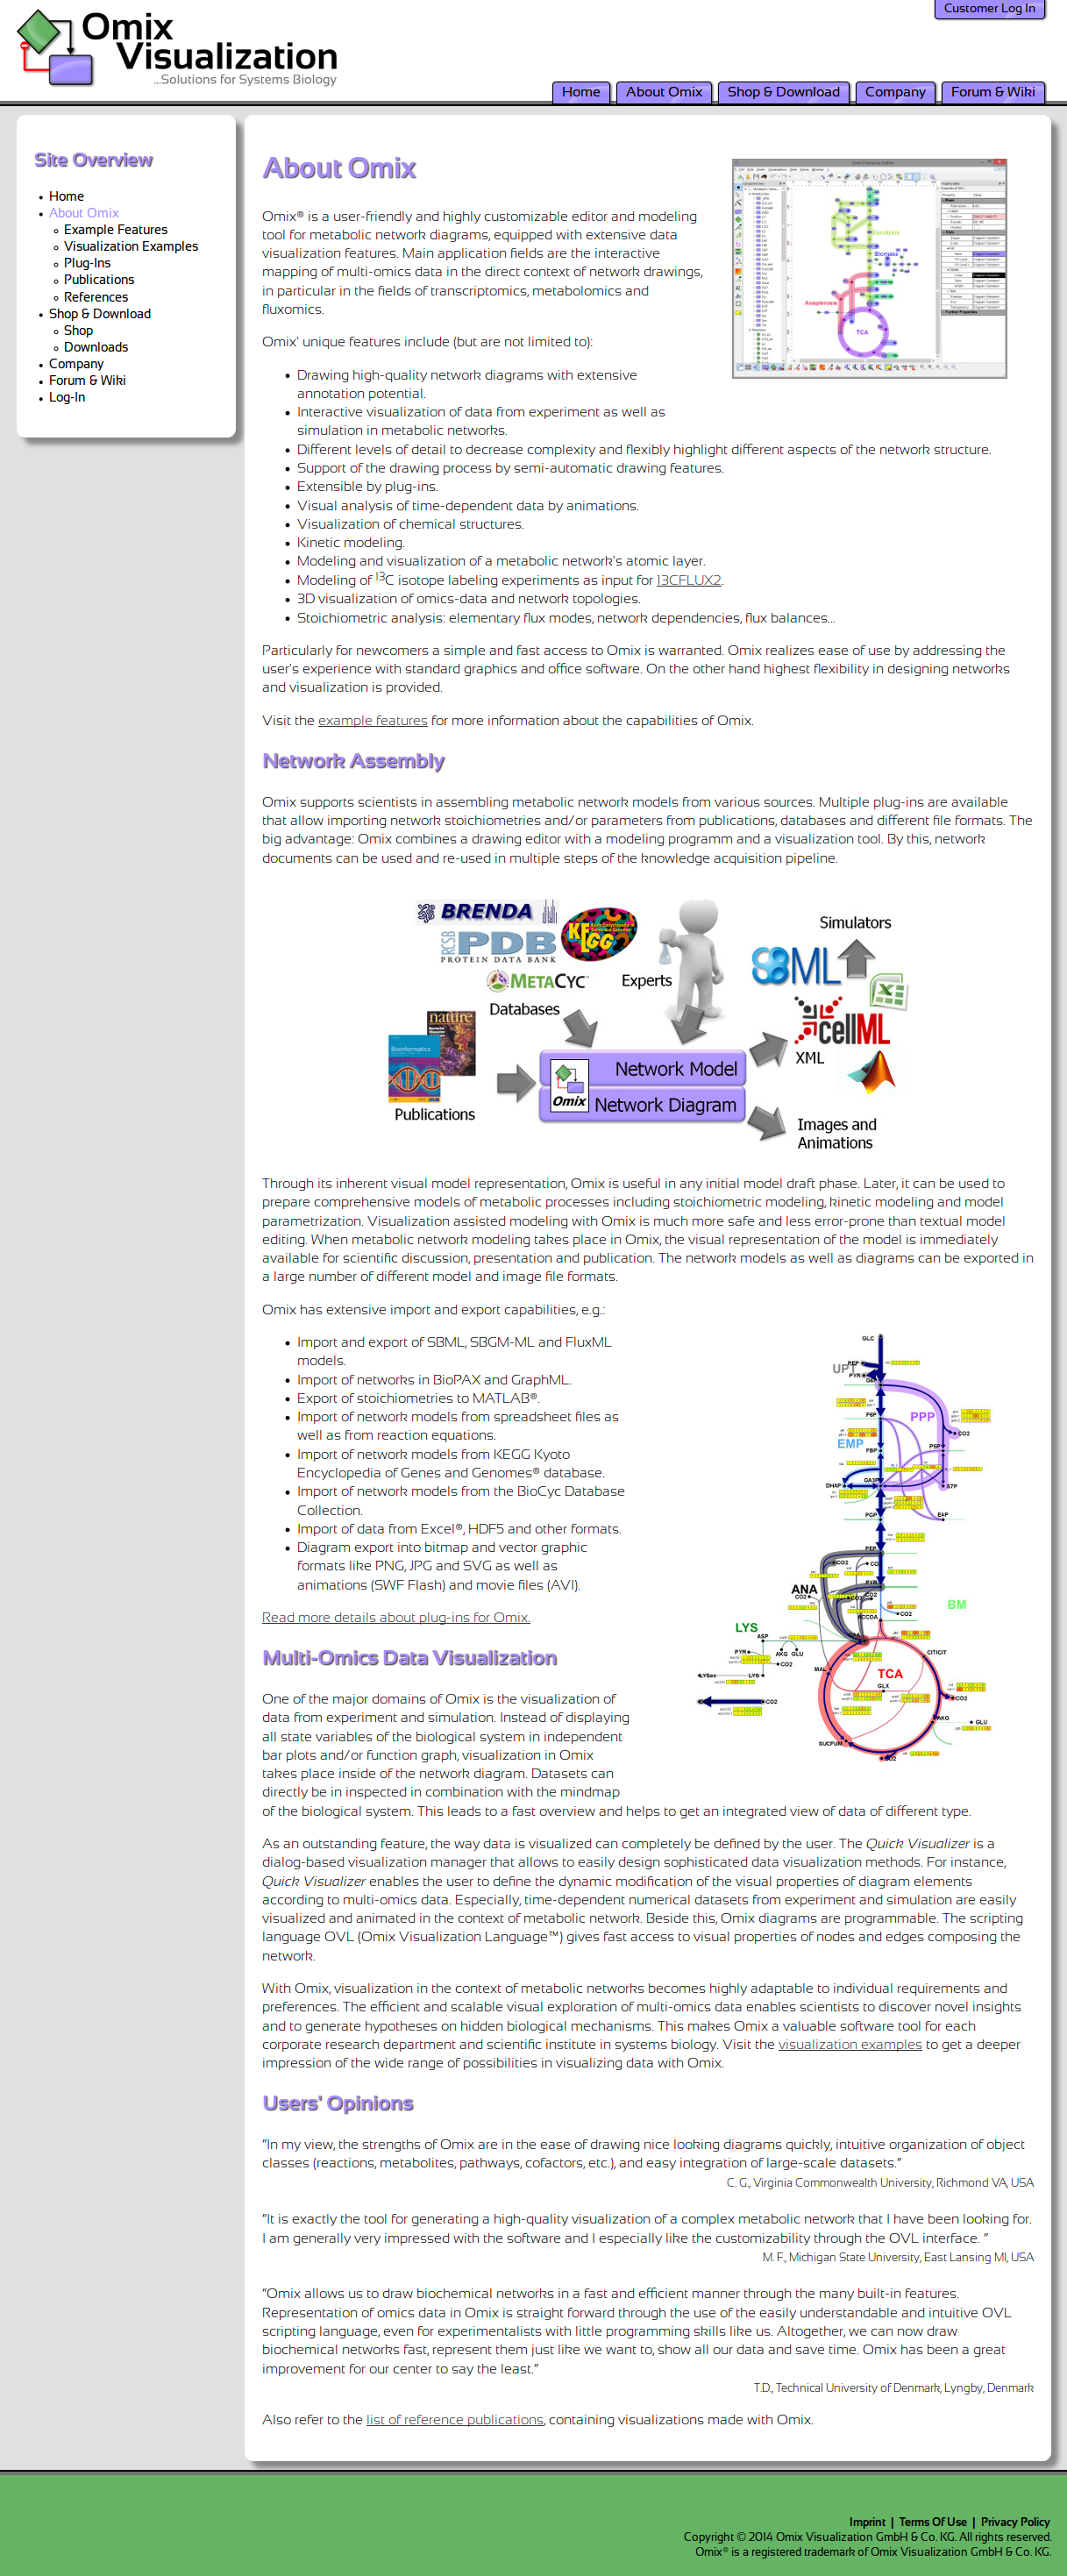 Omix
Visualization
...Solutions for Systems Biology
Customer Log In
Home
About Omix
Shop & Download
Company
Forum & Wiki
Site Overview
Home
About Omix
Example Features
Visualization Examples
Plug-Ins
Publications
References
Shop & Download
Shop
Downloads
Company
Forum & Wiki
Log-In
About Omix
Omix® is a user-friendly and highly customizable editor and modeling
tool for metabolic network diagrams, equipped with extensive data
visualization features. Main application fields are the interactive
mapping of multi-omics data in the direct context of network drawings,
in particular in the fields of transcriptomics, metabolomics and
fluxomics.
Glycolysis
Biomass
Anaplerosis
TCA
Omix' unique features include (but are not limited to):
Drawing high-quality network diagrams with extensive
annotation potential.
Interactive visualization of data from experiment as well as
simulation in metabolic networks.
Different levels of detail to decrease complexity and flexibly highlight different aspects of the network structure.
Support of the drawing process by semi-automatic drawing features.
Extensible by plug-ins.
Visual analysis of time-dependent data by animations.
Visualization of chemical structures.
Kinetic modeling.
Modeling and visualization of a metabolic network's atomic layer.
Modeling of 13C isotope labeling experiments as input for 13CFLUX2.
3D visualization of omics-data and network topologies.
Stoichiometric analysis: elementary flux modes, network dependencies, flux balances...
Particularly for newcomers a simple and fast access to Omix is warranted. Omix realizes ease of use by addressing the
user's experience with standard graphics and office software. On the other hand highest flexibility in designing networks
and visualization is provided.
Visit the example features for more information about the capabilities of Omix.
Network Assembly
Omix supports scientists in assembling metabolic network models from various sources. Multiple plug-ins are available
that allow importing network stoichiometries and/or parameters from publications, databases and different file formats. The
big advantage: Omix combines a drawing editor with a modeling programm and a visualization tool. By this, network
documents can be used and re-used in multiple steps of the knowledge acquisition pipeline.
BRENDA
RCSB PDB
PROTEIN DATA BANK
KEGG
METACYC
Databases
Experts
Simulators
SBML
cellML
XML
nature
Bioinformatics
Publications
Omix
Network Model
Network Diagram
Images and
Animations
Through its inherent visual model representation, Omix is useful in any initial model draft phase. Later, it can be used to
prepare comprehensive models of metabolic processes including stoichiometric modeling, kinetic modeling and model
parametrization. Visualization assisted modeling with Omix is much more safe and less error-prone than textual model
editing. When metabolic network modeling takes place in Omix, the visual representation of the model is immediately
available for scientific discussion, presentation and publication. The network models as well as diagrams can be exported in
a large number of different model and image file formats.
Omix has extensive import and export capabilities, e.g.:
Import and export of SBML, SBGM-ML and FluxML
models.
Import of networks in BioPAX and GraphML.
Export of stoichiometries to MATLAB®.
Import of network models from spreadsheet files as
well as from reaction equations.
Import of network models from KEGG Kyoto
Encyclopedia of Genes and Genomes® database.
Import of network models from the BioCyc Database
Collection.
Import of data from Excel®, HDF5 and other formats.
Diagram export into bitmap and vector graphic
formats like PNG, JPG and SVG as well as
animations (SWF Flash) and movie files (AVI).
Read more details about plug-ins for Omix.
GLC
UPT
PEP
PYR
G6P
PPP
F6P
CO2
EMP
FBP
P5P
GA3P
DHAP
S7P
PGP
E4P
PEP
CO2
PYR
ANA
CO2
CO2
ACCOA
BM
LYS
ASP
PYR
AKG GLU
CO2
LYSex
LYS
MAL
CITICIT
TCA
GLX
CO2
CO2
AKG
GLU
SUCFUM
CO2
Multi-Omics Data Visualization
One of the major domains of Omix is the visualization of
data from experiment and simulation. Instead of displaying
all state variables of the biological system in independent
bar plots and/or function graph, visualization in Omix
takes place inside of the network diagram. Datasets can
directly be in inspected in combination with the mindmap
of the biological system. This leads to a fast overview and helps to get an integrated view of data of different type.
As an outstanding feature, the way data is visualized can completely be defined by the user. The Quick Visualizer is a
dialog-based visualization manager that allows to easily design sophisticated data visualization methods. For instance,
Quick Visualizer enables the user to define the dynamic modification of the visual properties of diagram elements
according to multi-omics data. Especially, time-dependent numerical datasets from experiment and simulation are easily
visualized and animated in the context of metabolic network. Beside this, Omix diagrams are programmable. The scripting
language OVL (Omix Visualization Language™) gives fast access to visual properties of nodes and edges composing the
network.
With Omix, visualization in the context of metabolic networks becomes highly adaptable to individual requirements and
preferences. The efficient and scalable visual exploration of multi-omics data enables scientists to discover novel insights
and to generate hypotheses on hidden biological mechanisms. This makes Omix a valuable software tool for each
corporate research department and scientific institute in systems biology. Visit the visualization examples to get a deeper
impression of the wide range of possibilities in visualizing data with Omix.
Users' Opinions
"In my view, the strengths of Omix are in the ease of drawing nice looking diagrams quickly, intuitive organization of object
classes (reactions, metabolites, pathways, cofactors, etc.), and easy integration of large-scale datasets."
C. G., Virginia Commonwealth University, Richmond VA, USA
"It is exactly the tool for generating a high-quality visualization of a complex metabolic network that I have been looking for.
I am generally very impressed with the software and I especially like the customizability through the OVL interface. "
M. F., Michigan State University, East Lansing MI, USA
"Omix allows us to draw biochemical networks in a fast and efficient manner through the many built-in features.
Representation of omics data in Omix is straight forward through the use of the easily understandable and intuitive OVL
scripting language, even for experimentalists with little programming skills like us. Altogether, we can now draw
biochemical networks fast, represent them just like we want to, show all our data and save time. Omix has been a great
improvement for our center to say the least."
T.D., Technical University of Denmark, Lyngby, Denmark
Also refer to the list of reference publications, containing visualizations made with Omix.
Imprint | Terms Of Use | Privacy Policy
Copyright © 2014 Omix Visualization GmbH & Co. KG. All rights reserved.
Omix® is a registered trademark of Omix Visualization GmbH & Co. KG.